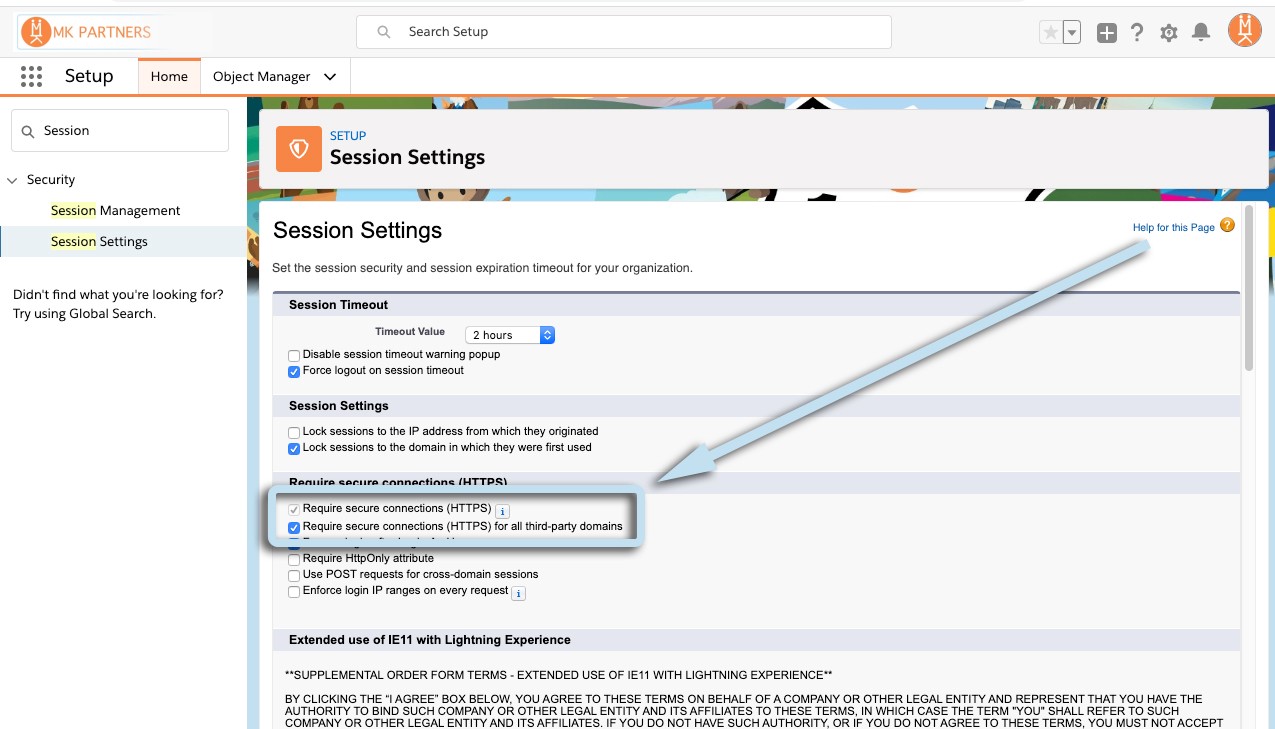 MK PARTNERS
Search Setup
Setup
Home
Object Manager
Session
SETUP
Session Settings
Security
Session Management
Session Settings
Didn't find what you're looking for?
Try using Global Search.
Session Settings
Help for this Page
Set the session security and session expiration timeout for your organization.
Session Timeout
Timeout Value 2 hours
Disable session timeout warning popup
Force logout on session timeout
Session Settings
Lock sessions to the IP address from which they originated
Lock sessions to the domain in which they were first used
Require secure connections (HTTPS)
Require secure connections (HTTPS) i
Require secure connections (HTTPS) for all third-party domains
Require HttpOnly attribute
Use POST requests for cross-domain sessions
Enforce login IP ranges on every request i
Extended use of IE11 with Lightning Experience
**SUPPLEMENTAL ORDER FORM TERMS - EXTENDED USE OF IE11 WITH LIGHTNING EXPERIENCE**
BY CLICKING THE “I AGREE” BOX BELOW, YOU AGREE TO THESE TERMS ON BEHALF OF A COMPANY OR OTHER LEGAL ENTITY AND REPRESENT THAT YOU HAVE THE
AUTHORITY TO BIND SUCH COMPANY OR OTHER LEGAL ENTITY AND ITS AFFILIATES TO THESE TERMS, IN WHICH CASE THE TERM "YOU" SHALL REFER TO SUCH
COMPANY OR OTHER LEGAL ENTITY AND ITS AFFILIATES. IF YOU DO NOT HAVE SUCH AUTHORITY, OR IF YOU DO NOT AGREE TO THESE TERMS, YOU MUST NOT ACCEPT